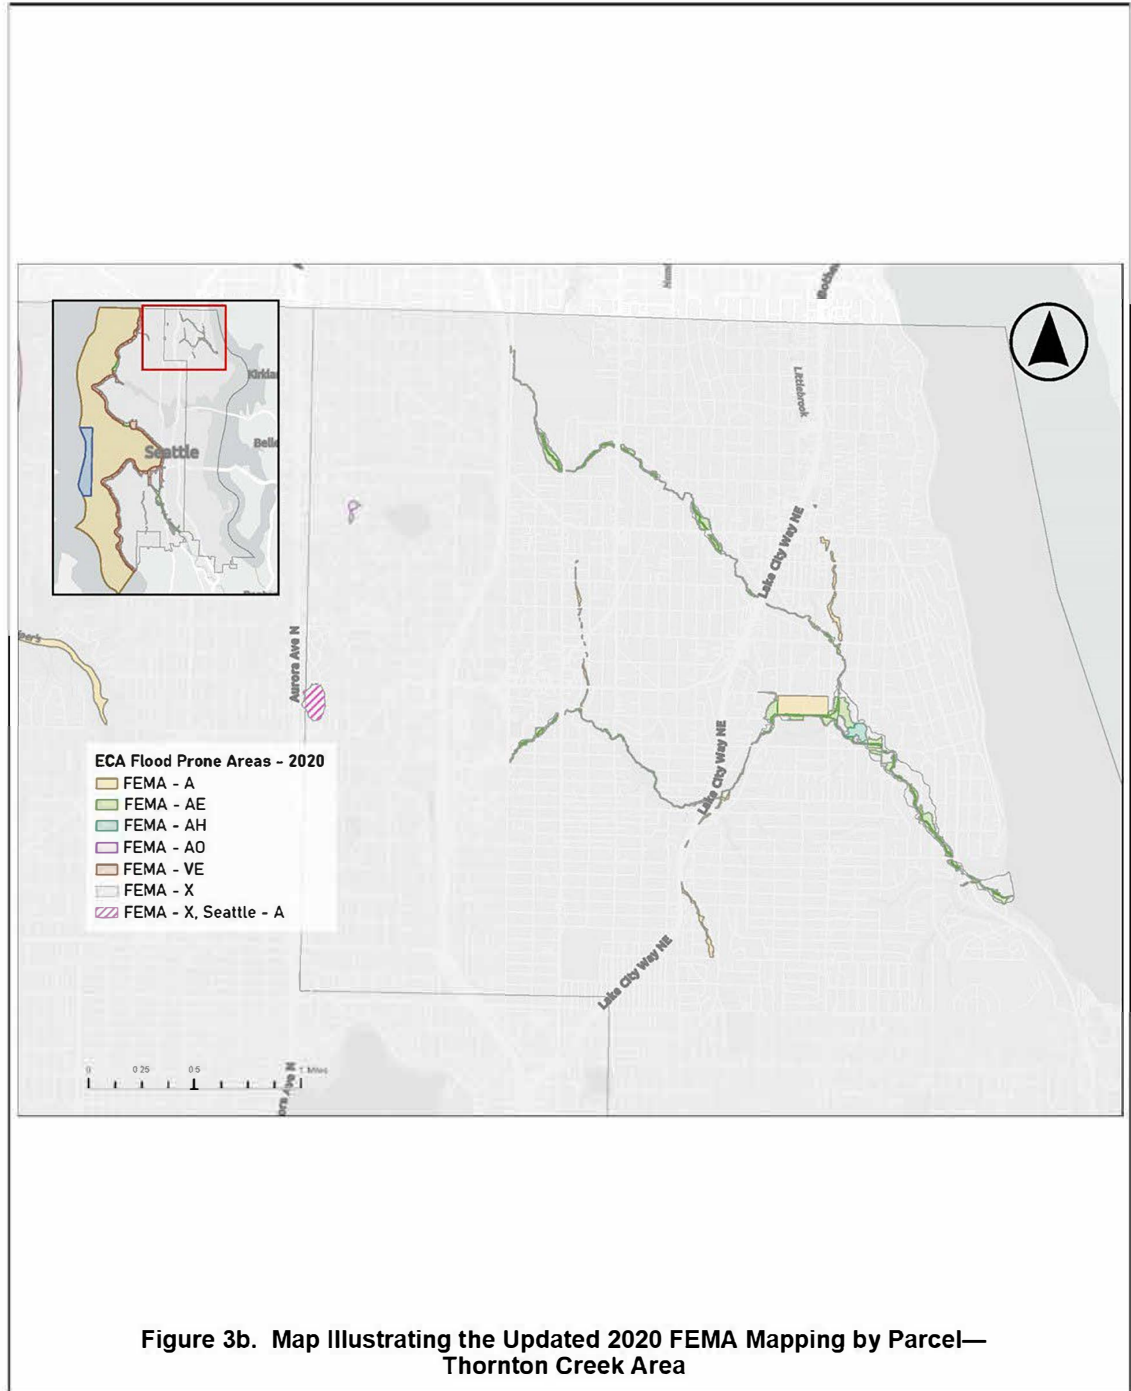 Bothe
Kirkla
Belle
Seattle
Littlebrook
Lake City Way NE
Aurora Ave N
Lake City Way NE
ECA Flood Prone Areas - 2020
FEMA - A
FEMA - AE
FEMA - AH
FEMA - AO
FEMA - VE
FEMA - X
FEMA - X, Seattle - A
Lake City Way NE
0 0.25 0.5 1 Miles
ora Ave N
Figure 3b. Map Illustrating the Updated 2020 FEMA Mapping by Parcel—
Thornton Creek Area